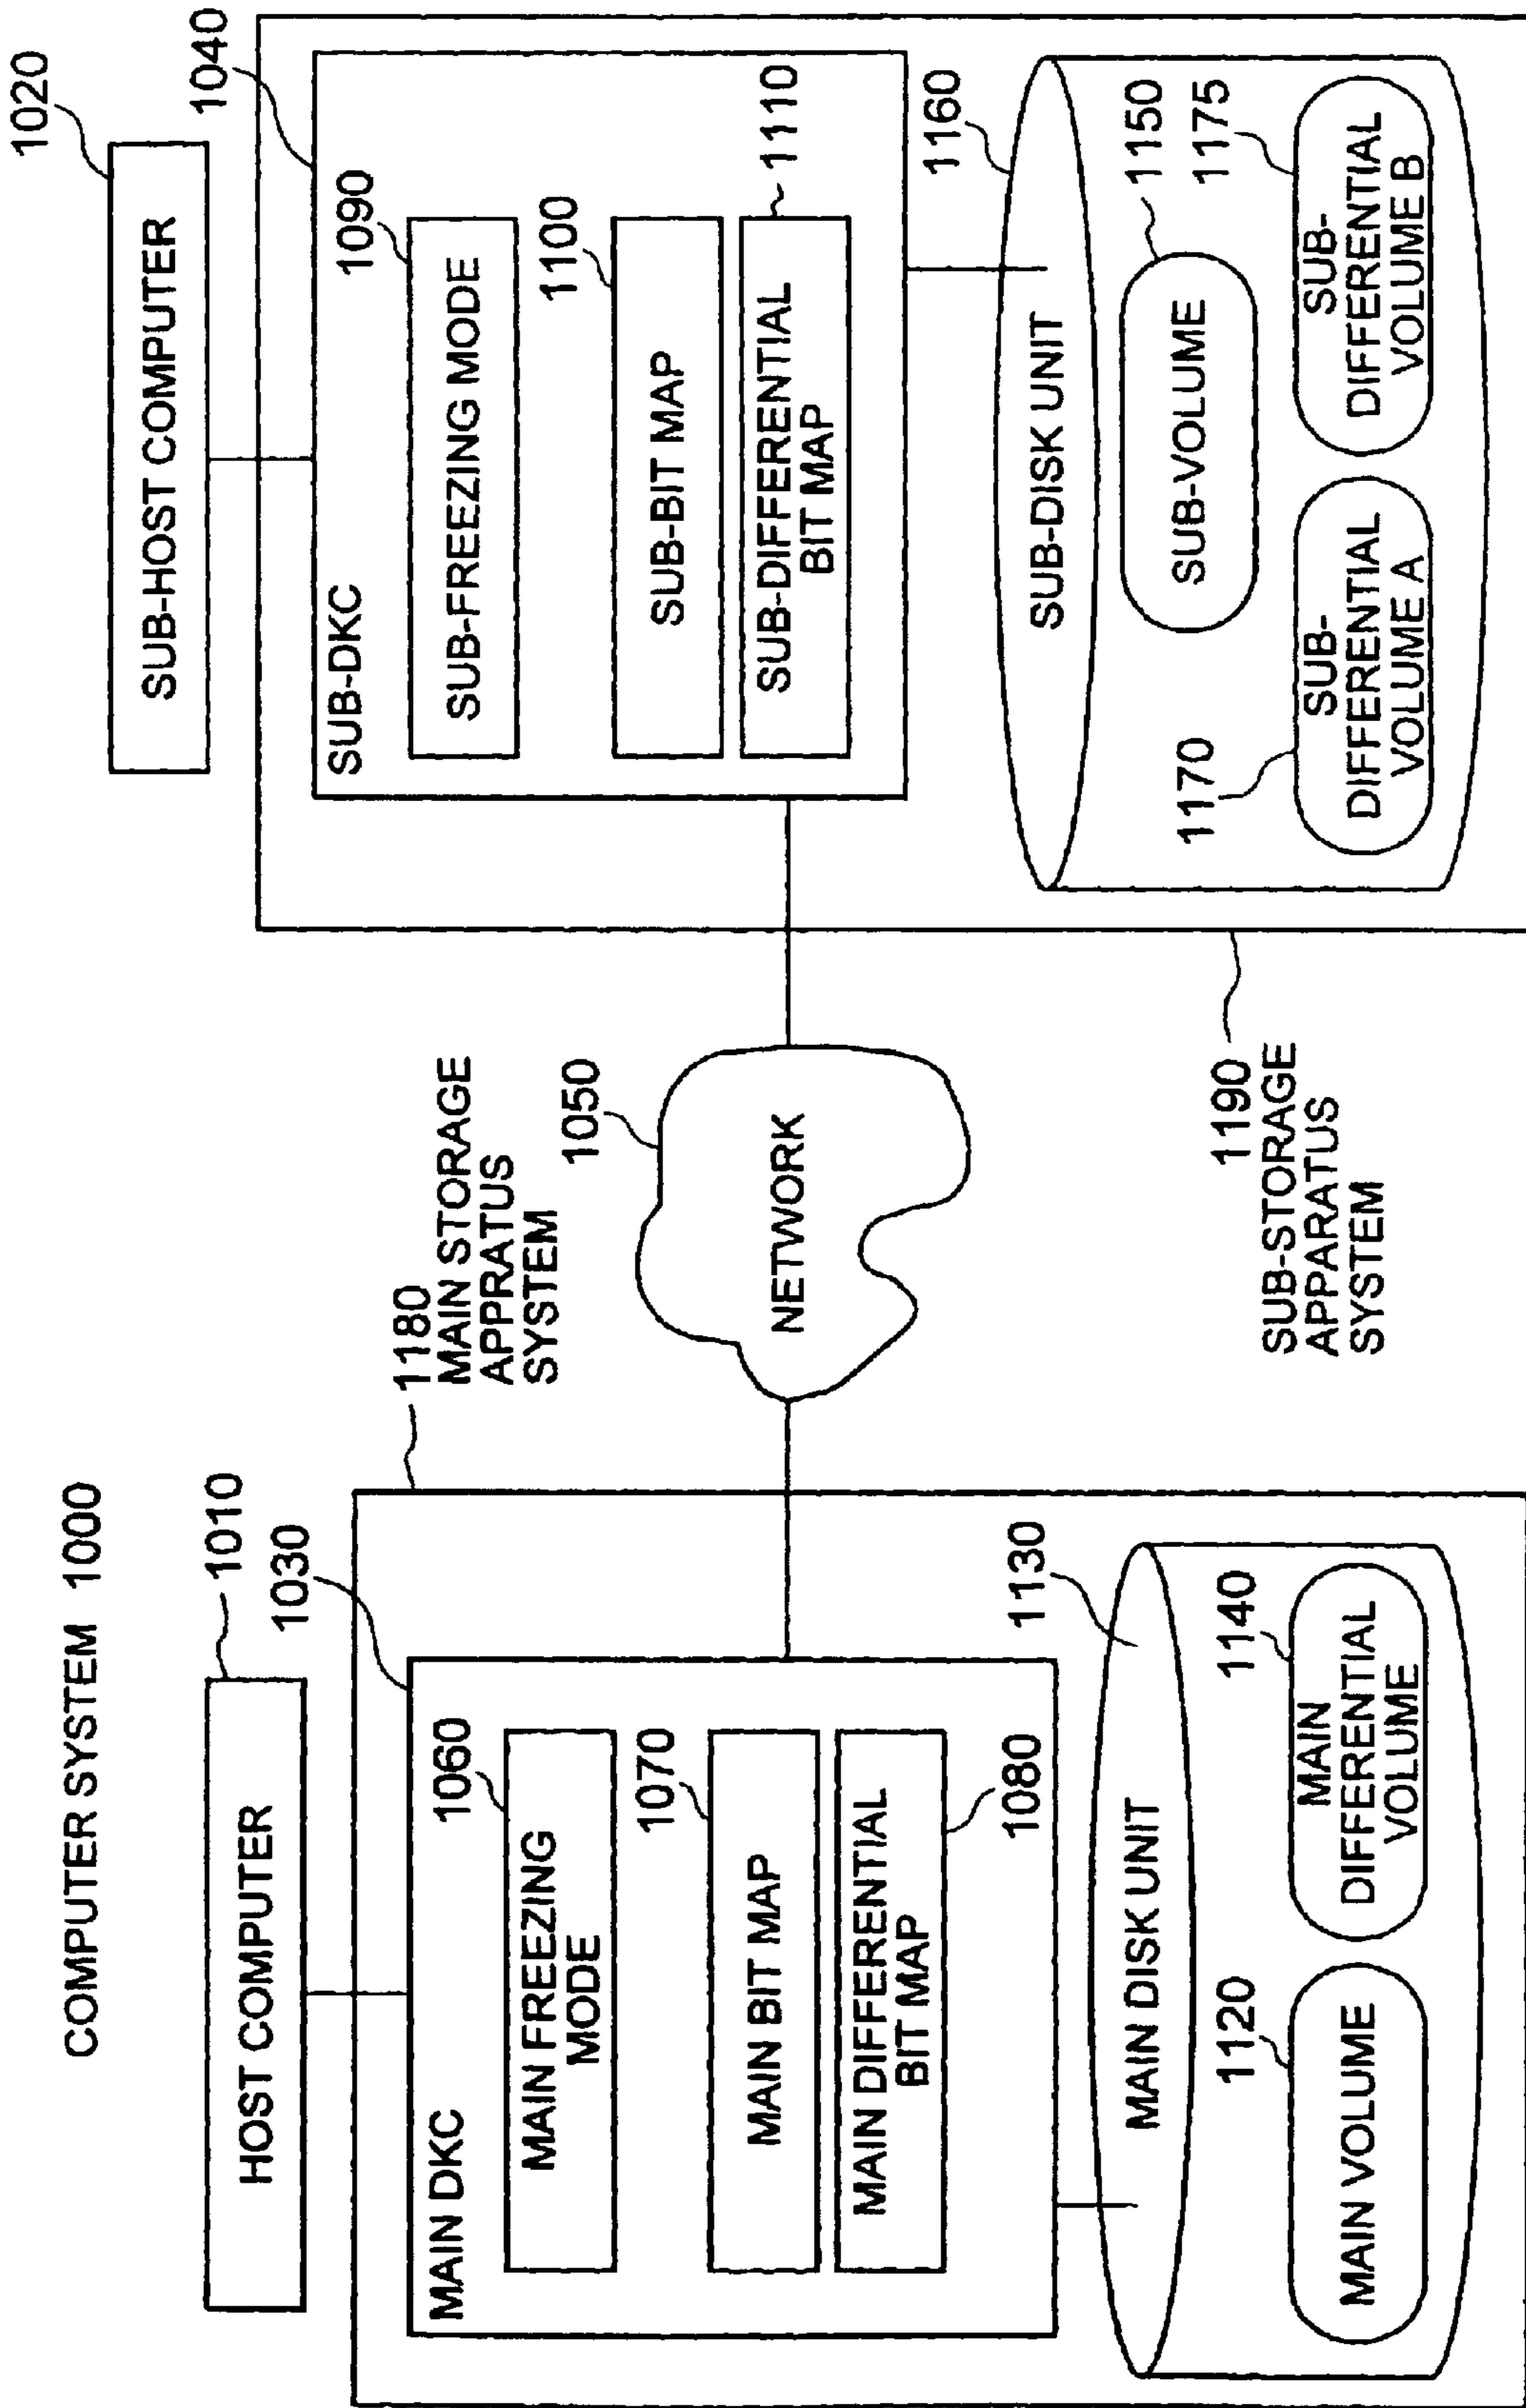 COMPUTER SYSTEM 1000
HOST COMPUTER
1010
1030
1180
MAIN STORAGE
APPRATUS
SYSTEM
MAIN DKC
1060
MAIN FREEZING
MODE
1070
MAIN BIT MAP
MAIN DIFFERENTIAL
BIT MAP
1080
1130
MAIN DISK UNIT
1120
MAIN VOLUME
1140
MAIN
DIFFERENTIAL
VOLUME
1050
NETWORK
1020
SUB-HOST COMPUTER
1040
SUB-DKC
1090
SUB-FREEZING MODE
1100
SUB-BIT MAP
SUB-DIFFERENTIAL
BIT MAP
1110
1160
SUB-DISK UNIT
1150
SUB-VOLUME
1170
SUB-
DIFFERENTIAL
VOLUME A
1175
SUB-
DIFFERENTIAL
VOLUME B
1190
SUB-STORAGE
APPARATUS
SYSTEM